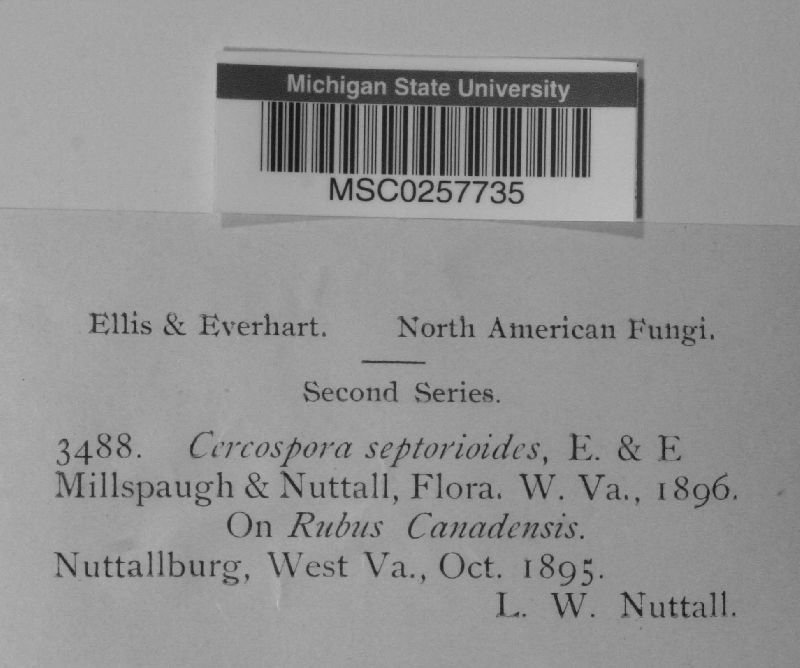 Michigan State University
MSC0257735
Ellis & Everhart. North American Fungi.
Second Series.
3488. Cercospora septorioides, E. & E
Millspaugh & Nuttall, Flora. W. Va., 1896.
On Rubus Canadensis.
Nuttallburg, West Va., Oct. 1895.
L. W. Nuttall.